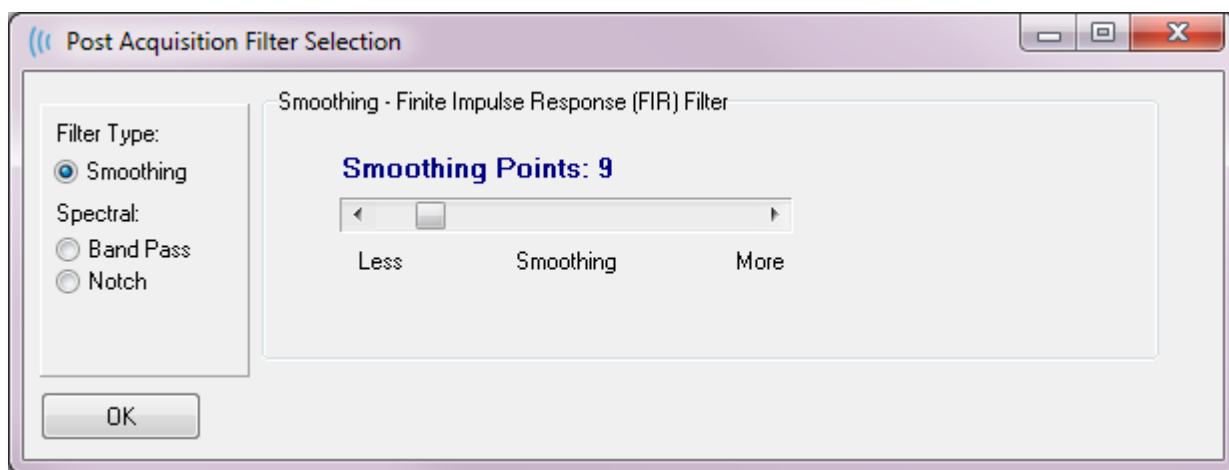 Post Acquisition Filter Selection
Filter Type:
Smoothing
Spectral:
Band Pass
Notch
OK
Smoothing - Finite Impulse Response (FIR) Filter
Smoothing Points: 9
Less Smoothing More